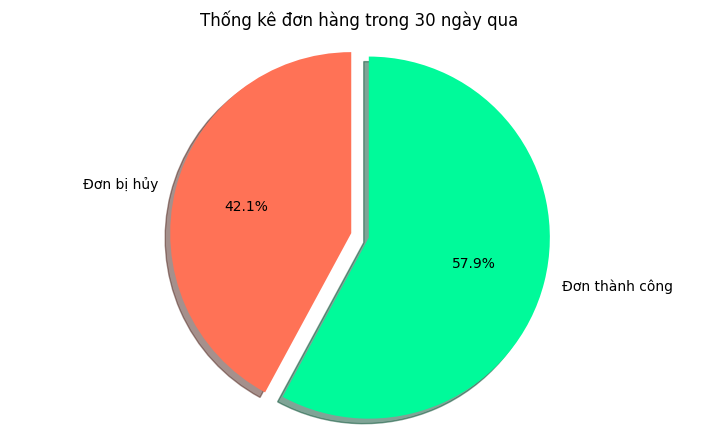 Thống kê đơn hàng trong 30 ngày qua
Đơn bị hủy
42.1%
57.9%
Đơn thành công